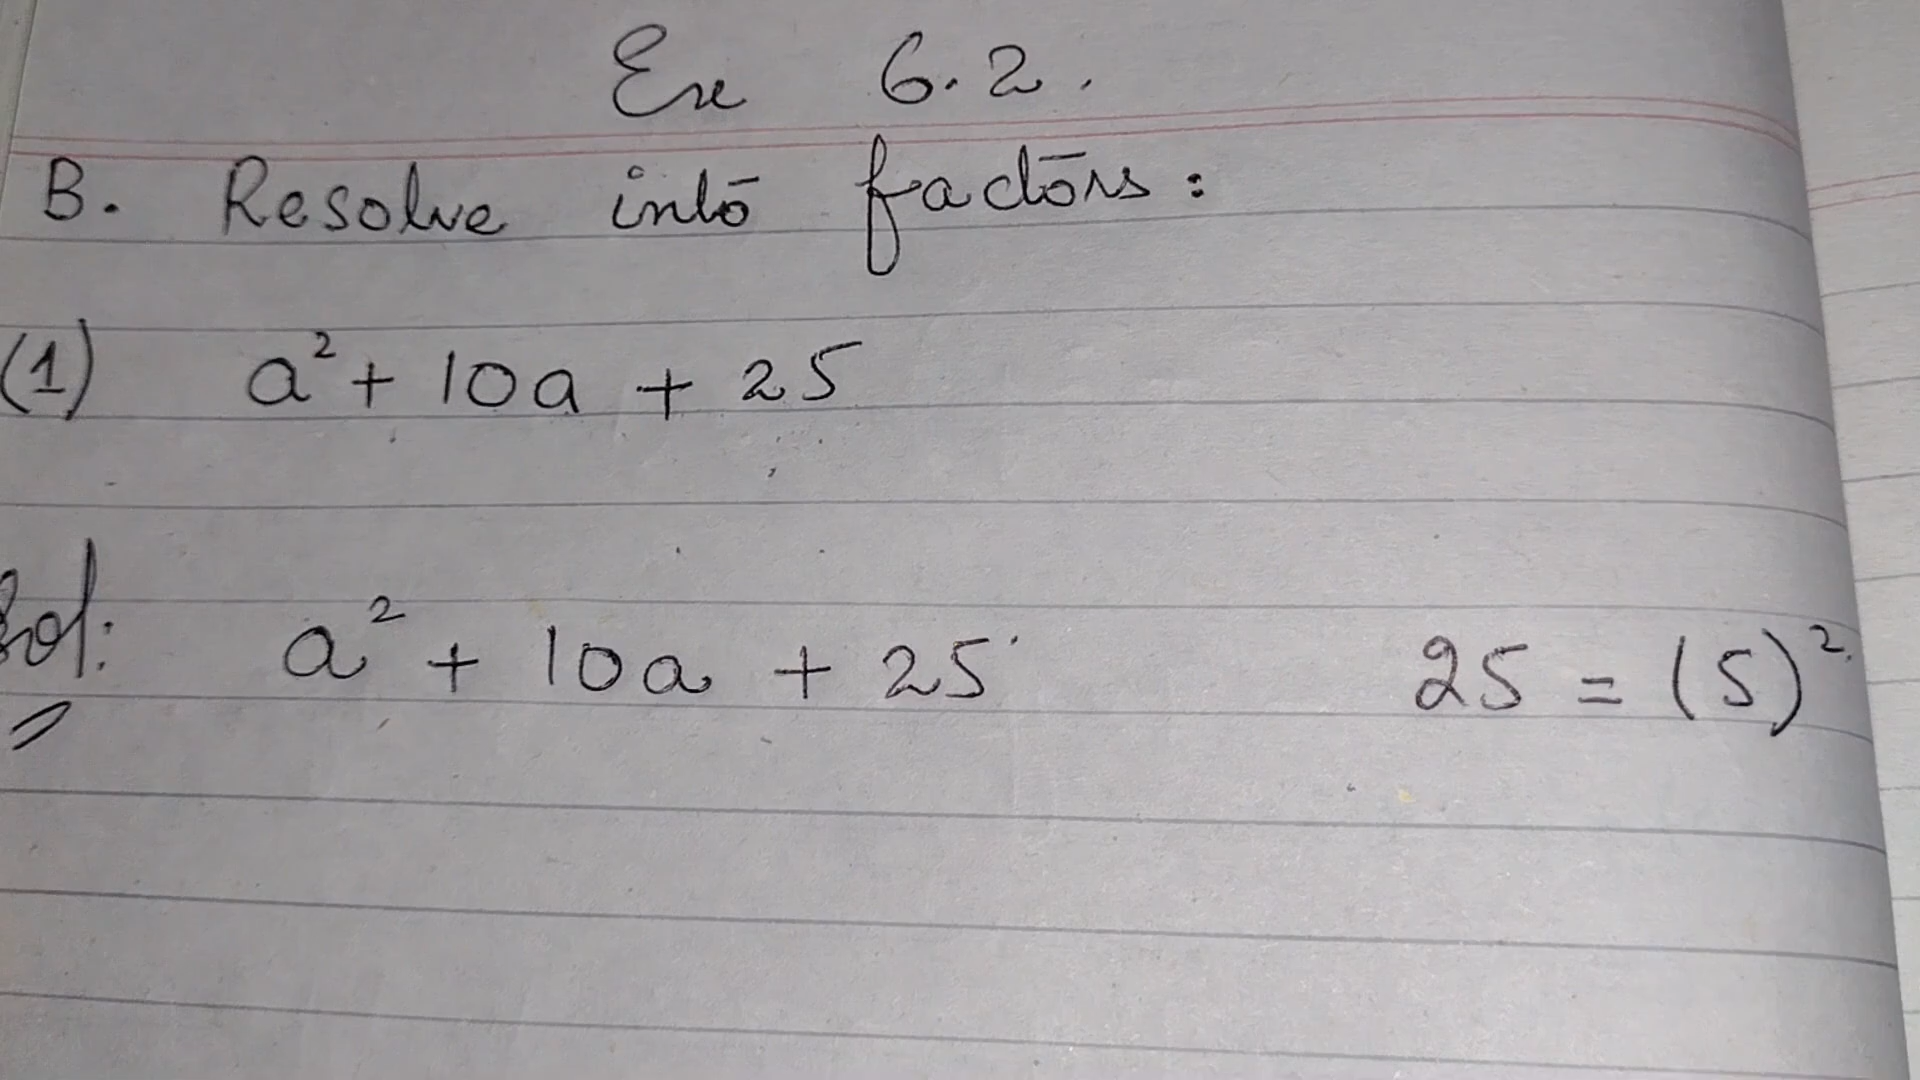 Ex 6.2.
B. Resolve into factors:
(1) a² + 10a + 25
Sol: a² + 10a + 25 25 = (5)²